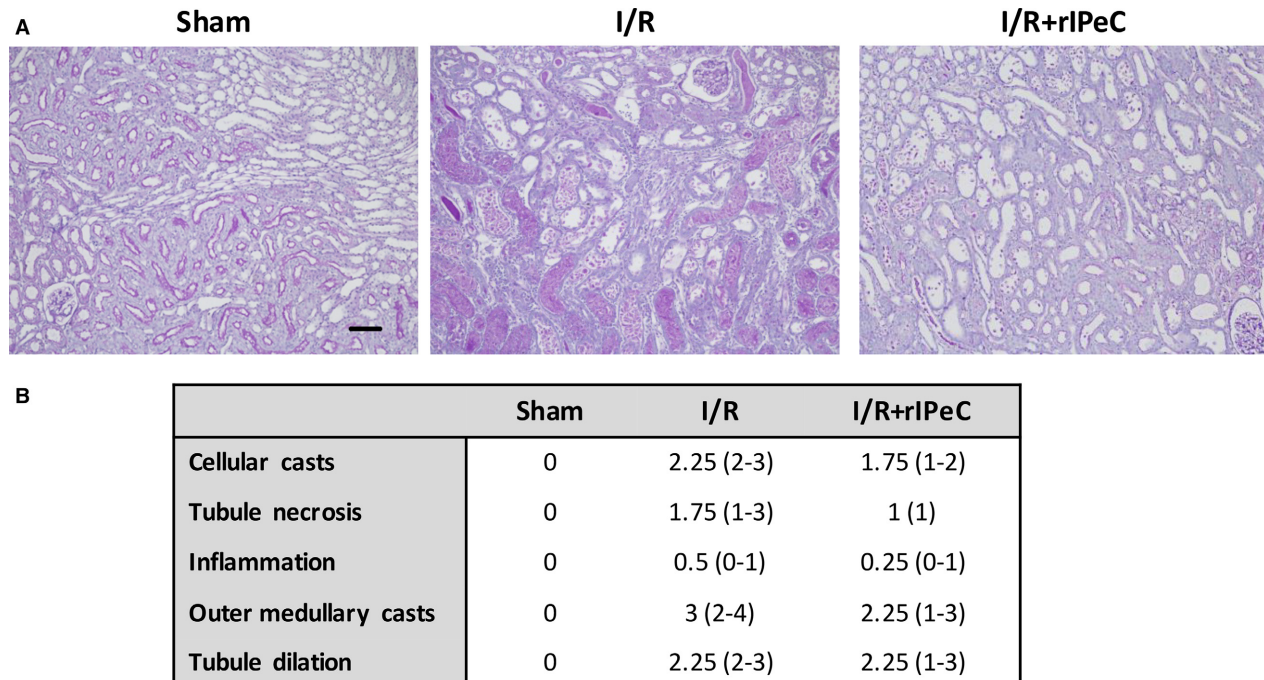 A
Sham
I/R
I/R+rIPeC
B
Sham I/R I/R+rIPeC
Cellular casts 0 2.25 (2-3) 1.75 (1-2)
Tubule necrosis 0 1.75 (1-3) 1 (1)
Inflammation 0 0.5 (0-1) 0.25 (0-1)
Outer medullary casts 0 3 (2-4) 2.25 (1-3)
Tubule dilation 0 2.25 (2-3) 2.25 (1-3)